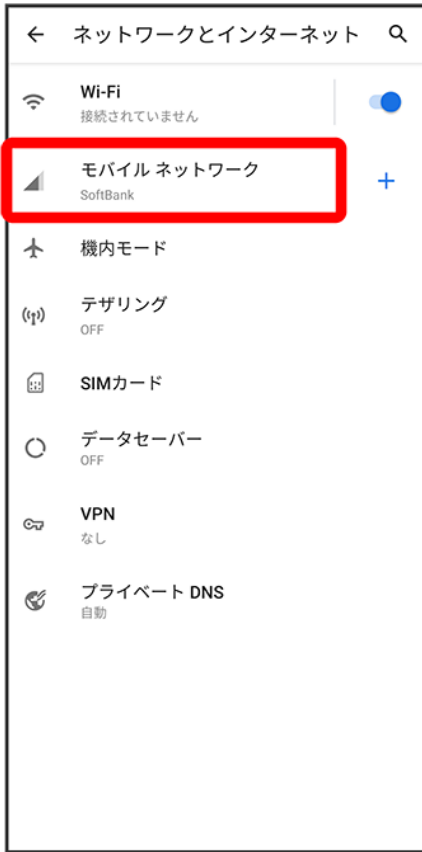 ネットワークとインターネット
Wi-Fi
接続されていません
モバイル ネットワーク
SoftBank
機内モード
テザリング
OFF
SIMカード
データセーバー
OFF
VPN
なし
プライベート DNS
自動